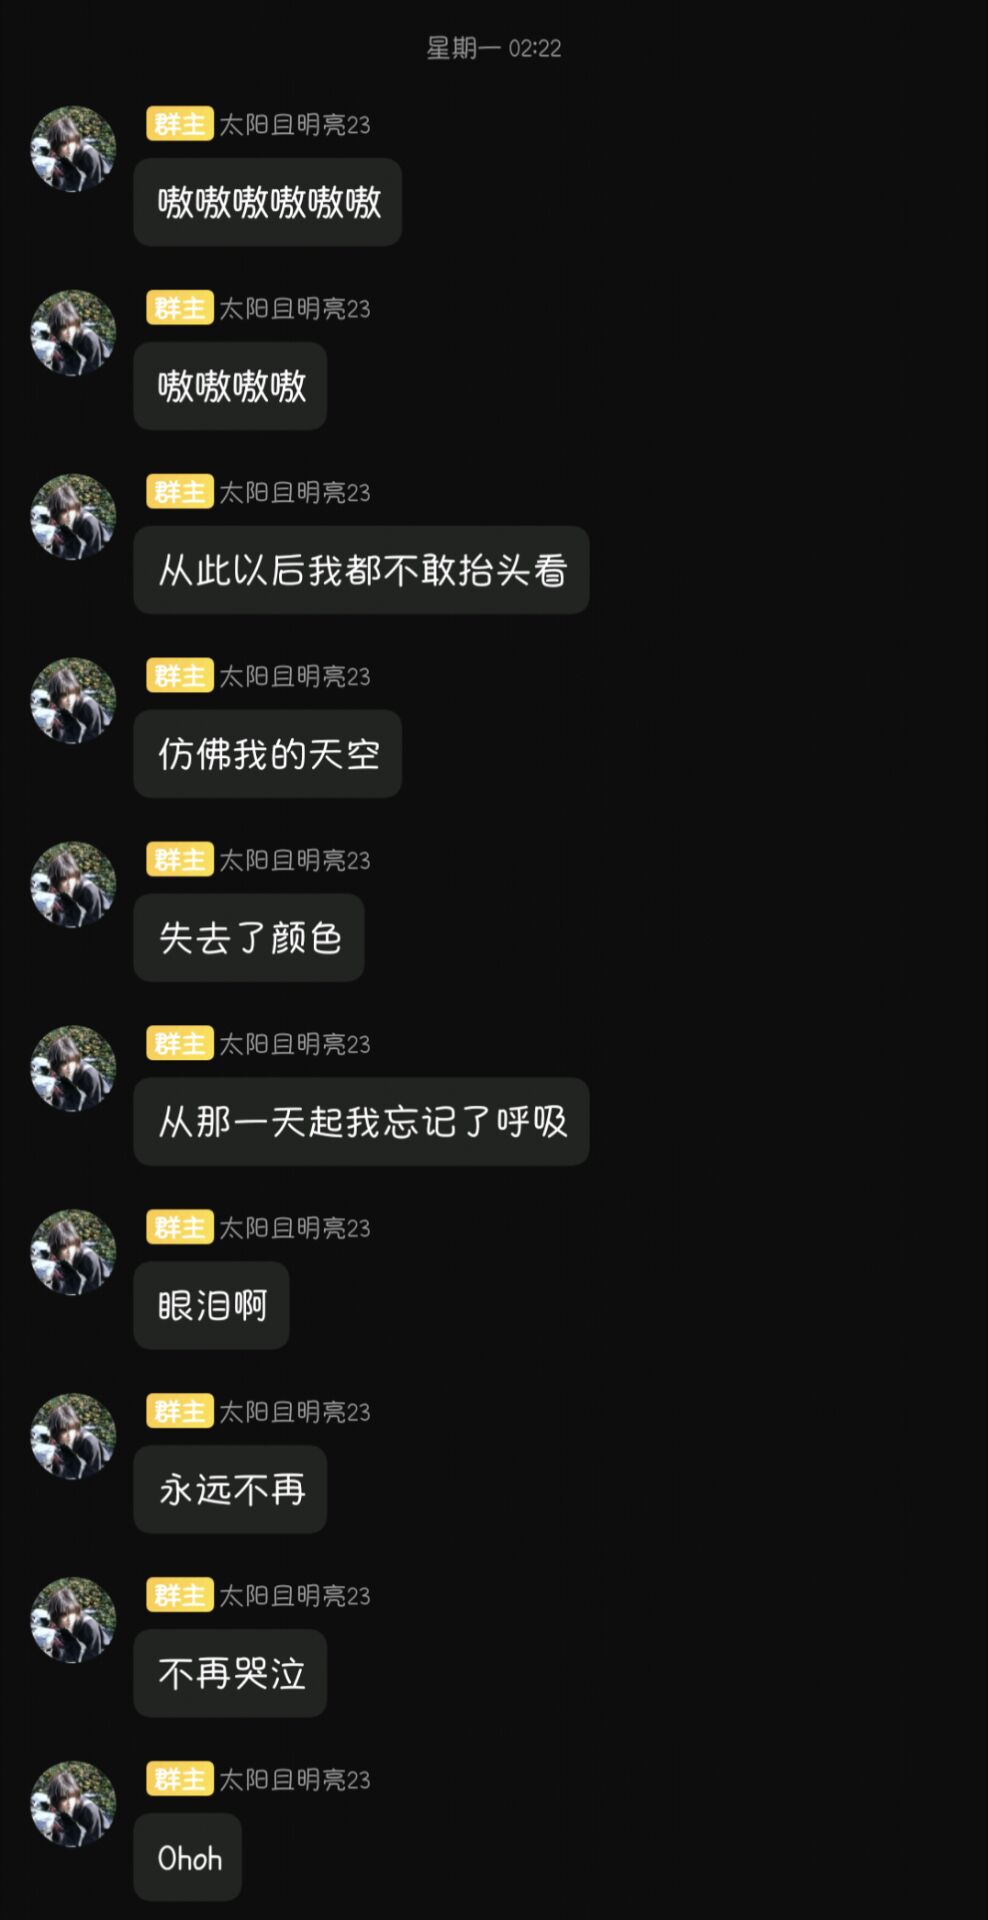 星期一 02:22
群主 太阳且明亮23
嗷嗷嗷嗷嗷嗷
群主 太阳且明亮23
嗷嗷嗷嗷
群主 太阳且明亮23
从此以后我都不敢抬头看
群主 太阳且明亮23
仿佛我的天空
群主 太阳且明亮23
失去了颜色
群主 太阳且明亮23
从那一天起我忘记了呼吸
群主 太阳且明亮23
眼泪啊
群主 太阳且明亮23
永远不再
群主 太阳且明亮23
不再哭泣
群主 太阳且明亮23
Ohoh